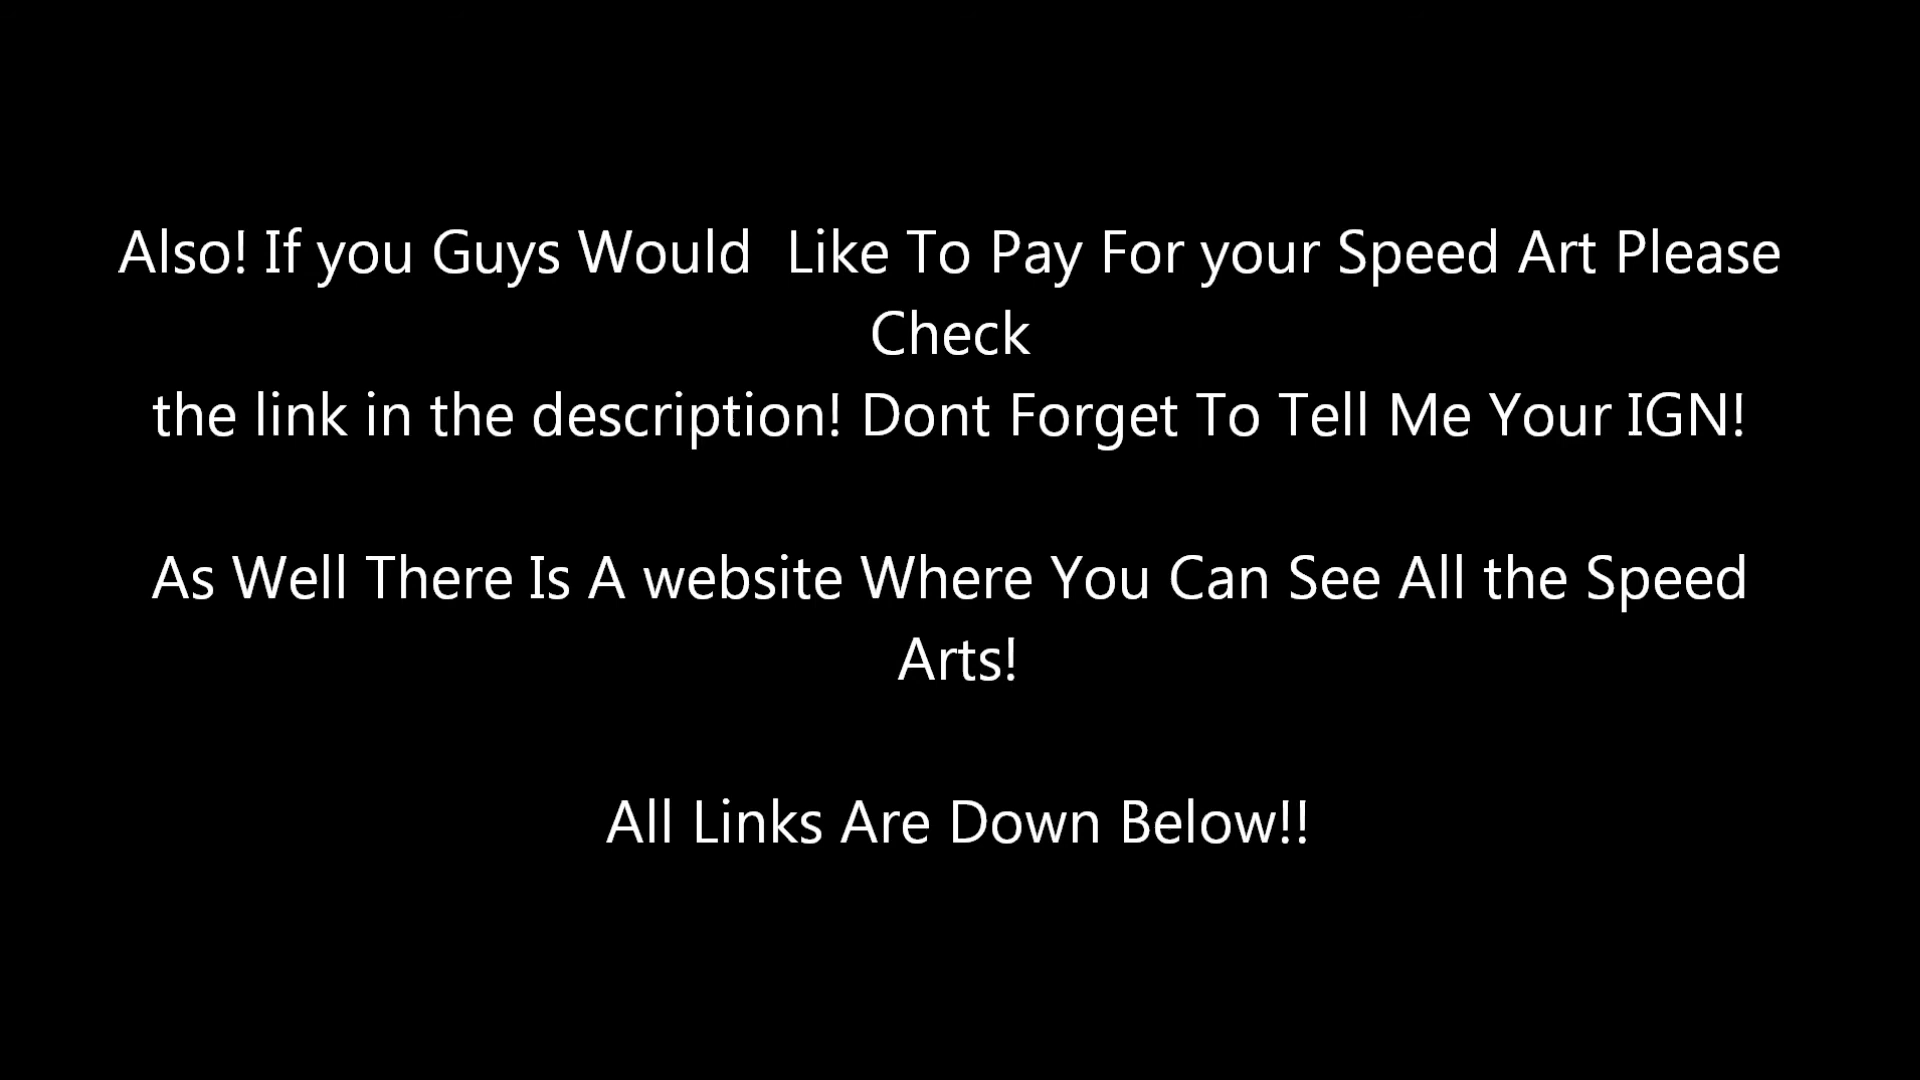 Also! If you Guys Would  Like To Pay For your Speed Art Please
Check
the link in the description! Dont Forget To Tell Me Your IGN!
As Well There Is A website Where You Can See All the Speed
Arts!
All Links Are Down Below!!